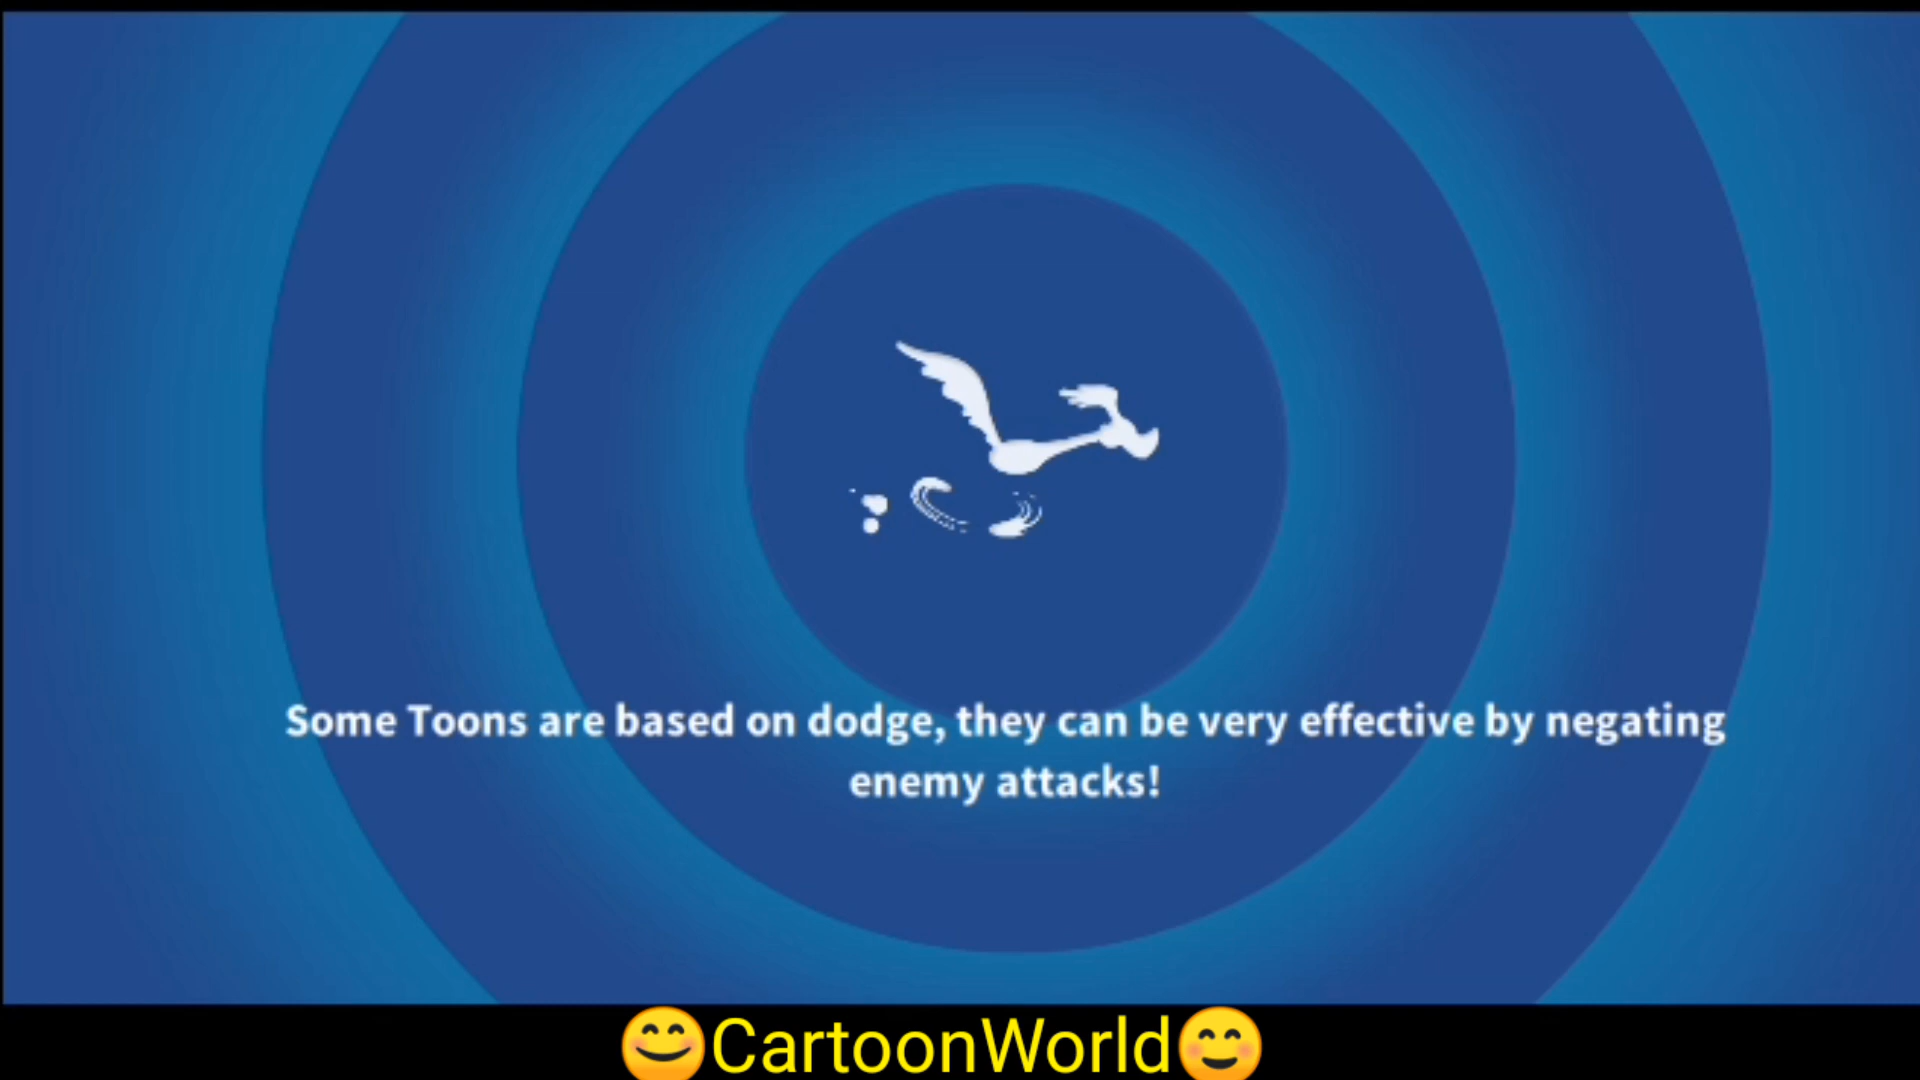 Some Toons are based on dodge, they can be very effective by negating
enemy attacks!
😊CartoonWorld😊